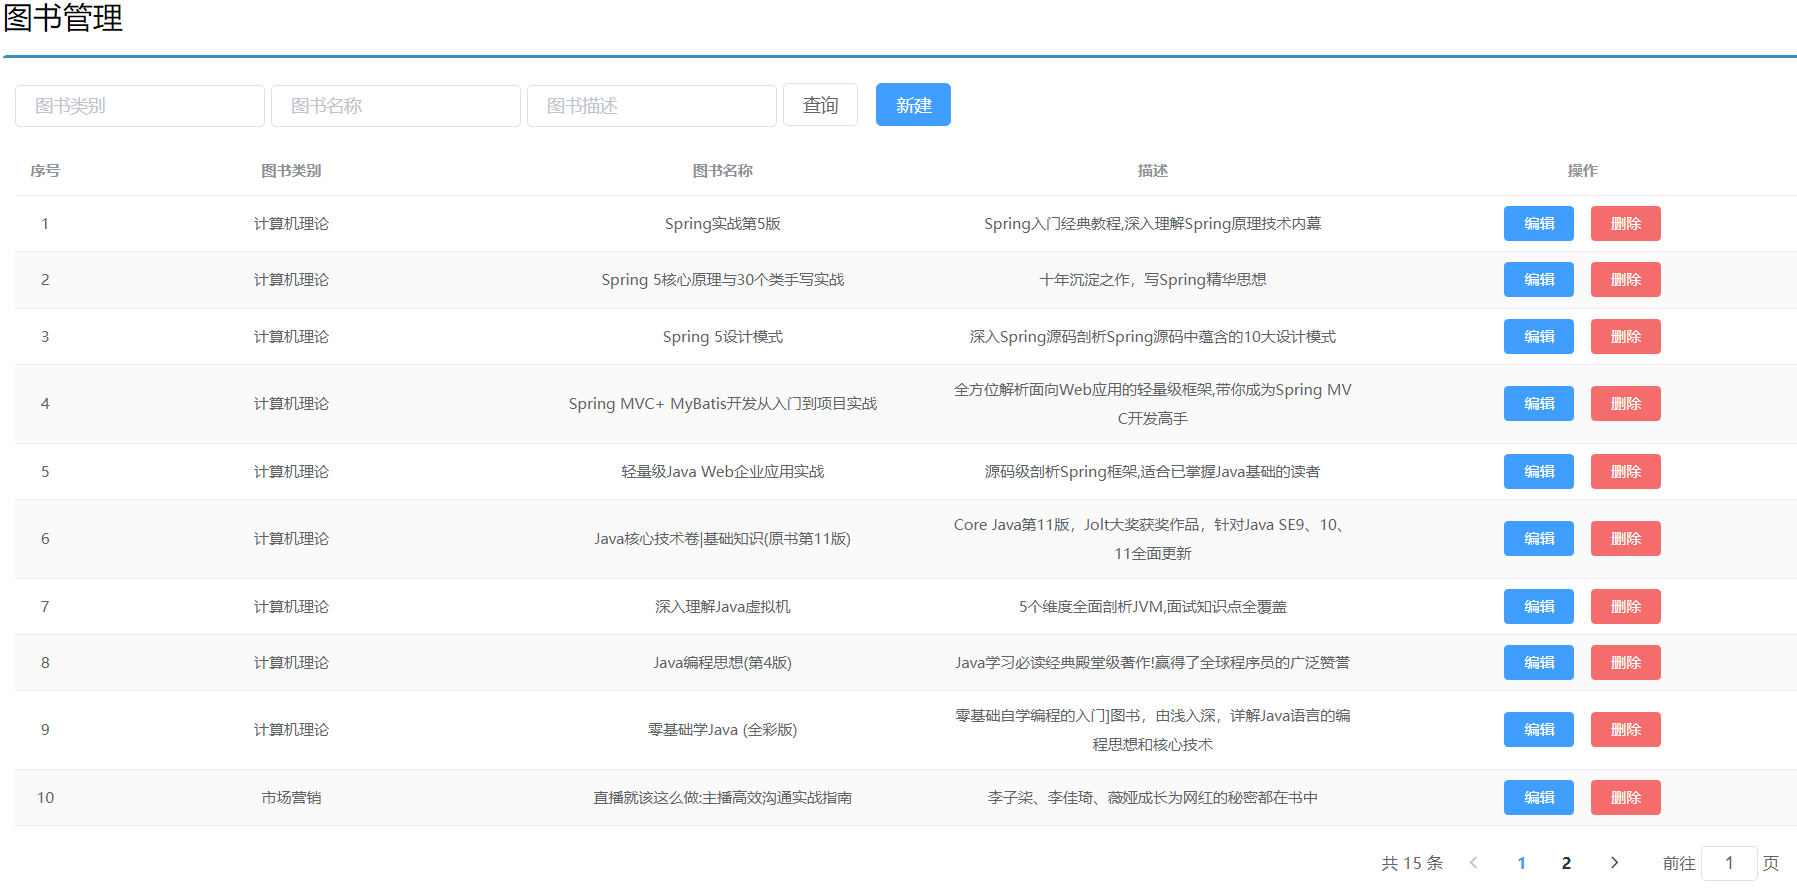 图书管理
图书类别 图书名称 图书描述 查询 新建
序号 图书类别 图书名称 描述 操作
1 计算机理论 Spring实战第5版 Spring入门经典教程,深入理解Spring原理技术内幕 编辑 删除
2 计算机理论 Spring 5核心原理与30个类手写实战 十年沉淀之作，写Spring精华思想 编辑 删除
3 计算机理论 Spring 5设计模式 深入Spring源码剖析Spring源码中蕴含的10大设计模式 编辑 删除
4 计算机理论 Spring MVC+ MyBatis开发从入门到项目实战 全方位解析面向Web应用的轻量级框架,带你成为Spring MV
C开发高手 编辑 删除
5 计算机理论 轻量级Java Web企业应用实战 源码级剖析Spring框架,适合已掌握Java基础的读者 编辑 删除
6 计算机理论 Java核心技术卷|基础知识(原书第11版) Core Java第11版，Jolt大奖获奖作品，针对Java SE9、10、
11全面更新 编辑 删除
7 计算机理论 深入理解Java虚拟机 5个维度全面剖析JVM,面试知识点全覆盖 编辑 删除
8 计算机理论 Java编程思想(第4版) Java学习必读经典殿堂级著作!赢得了全球程序员的广泛赞誉 编辑 删除
9 计算机理论 零基础学Java (全彩版) 零基础自学编程的入门]图书，由浅入深，详解Java语言的编
程思想和核心技术 编辑 删除
10 市场营销 直播就该这么做:主播高效沟通实战指南 李子柒、李佳琦、薇娅成长为网红的秘密都在书中 编辑 删除
共 15 条 1 2 前往 1 页